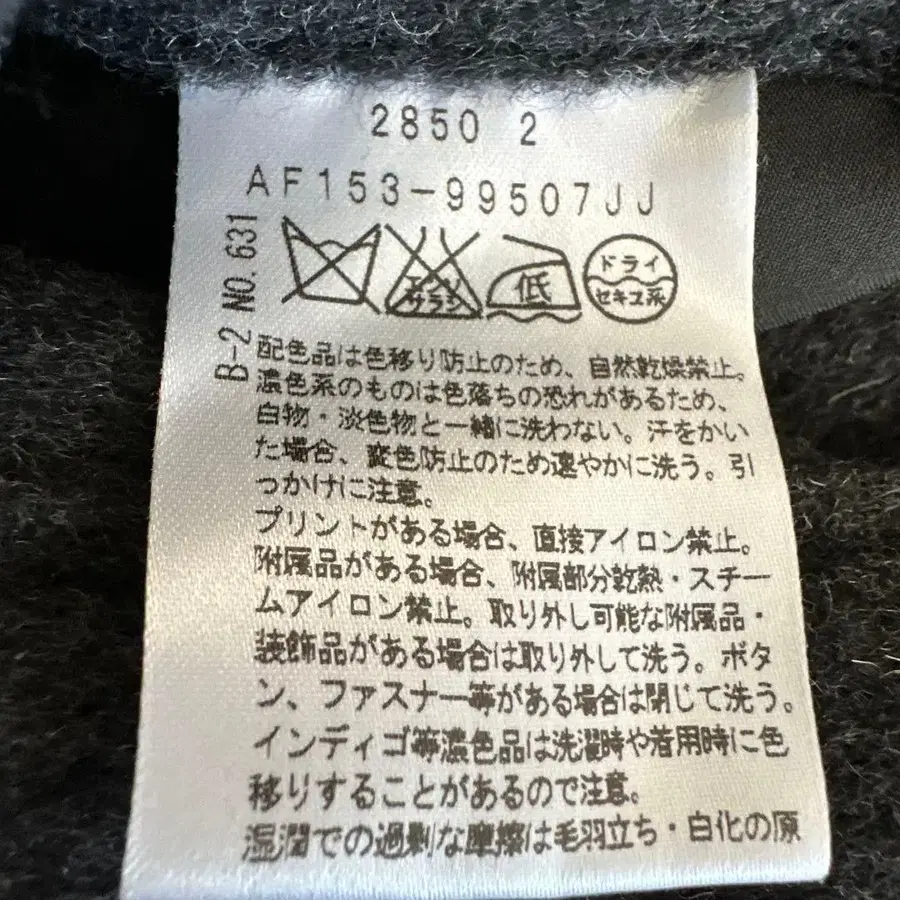 2850 2
AF153-99507JJ
B-2 NO. 631
エンソ
サラシ
低
ドライ
セキユ系
配色品は色移り防止のため、自然乾燥禁止。
濃色系のものは色落ちの恐れがあるため、
白物・淡色物と一緒に洗わない。汗をかい
た場合、変色防止のため速やかに洗う。引
っかけに注意。
プリントがある場合、直接アイロン禁止。
附属品がある場合、附属部分乾熱・スチー
ムアイロン禁止。取り外し可能な附属品・
装飾品がある場合は取り外して洗う。ボタ
ン、ファスナー等がある場合は閉じて洗う。
インディゴ等濃色品は洗濯時や着用時に色
移りすることがあるので注意。
湿潤での過剰な摩擦は毛羽立ち・白化の原